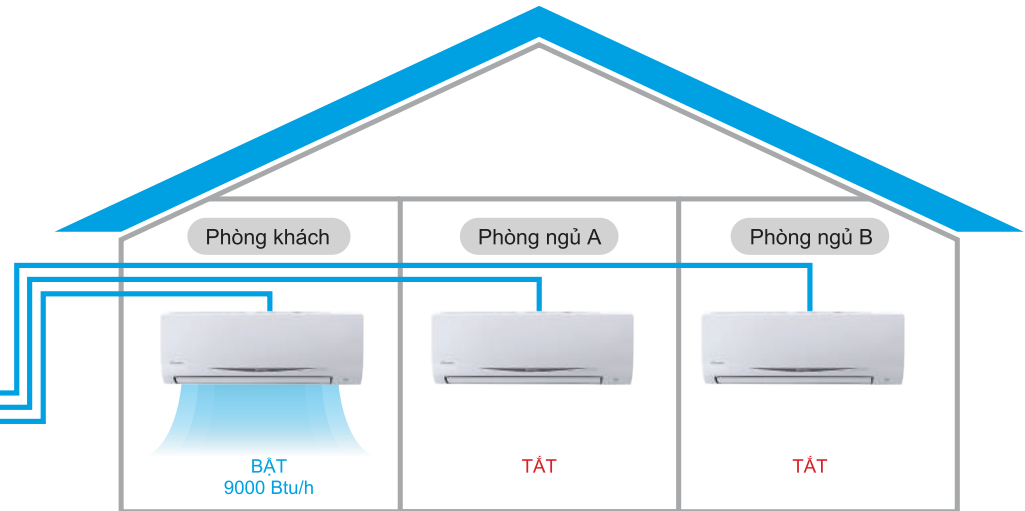 Phòng khách
Phòng ngủ A
Phòng ngủ B
BẬT
9000 Btu/h
TẮT
TẮT